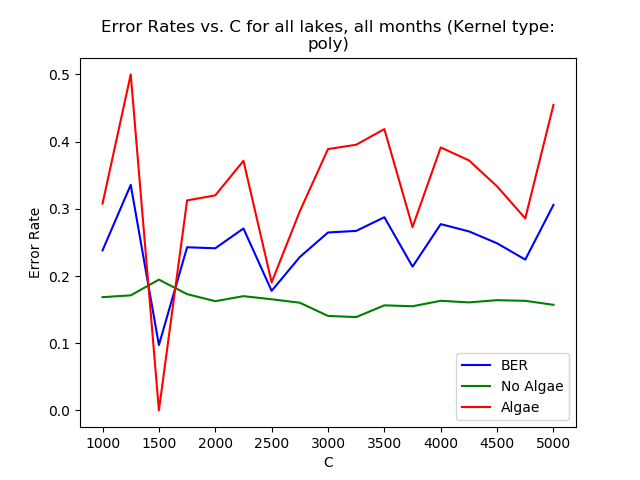 Error Rates vs. C for all lakes, all months (Kernel type:
poly)
0.5
0.4
0.3
0.2
0.1
0.0
Error Rate
1000 1500 2000 2500 3000 3500 4000 4500 5000
C
BER
No Algae
Algae